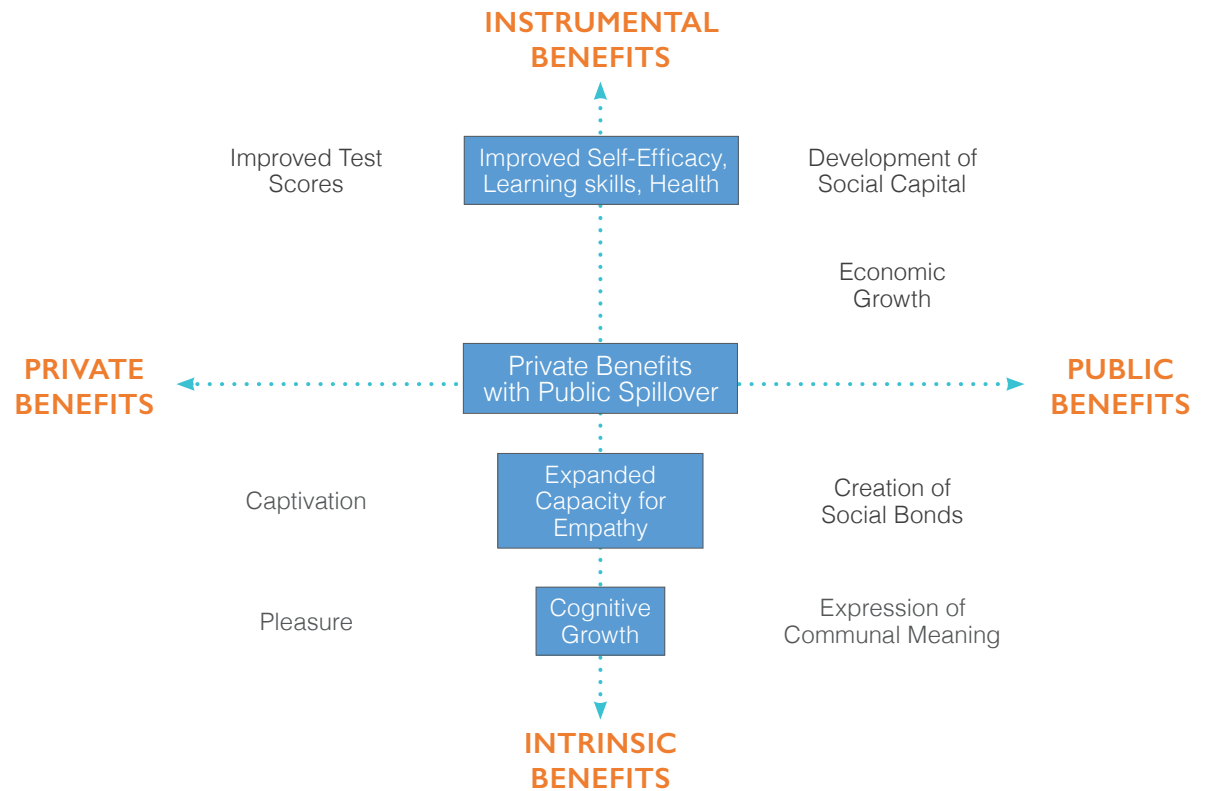 INSTRUMENTAL
BENEFITS
Improved Test
Scores
Improved Self-Efficacy,
Learning skills, Health
Development of
Social Capital
Economic
Growth
PRIVATE
BENEFITS
Private Benefits
with Public Spillover
PUBLIC
BENEFITS
Captivation
Expanded
Capacity for
Empathy
Creation of
Social Bonds
Pleasure
Cognitive
Growth
Expression of
Communal Meaning
INTRINSIC
BENEFITS